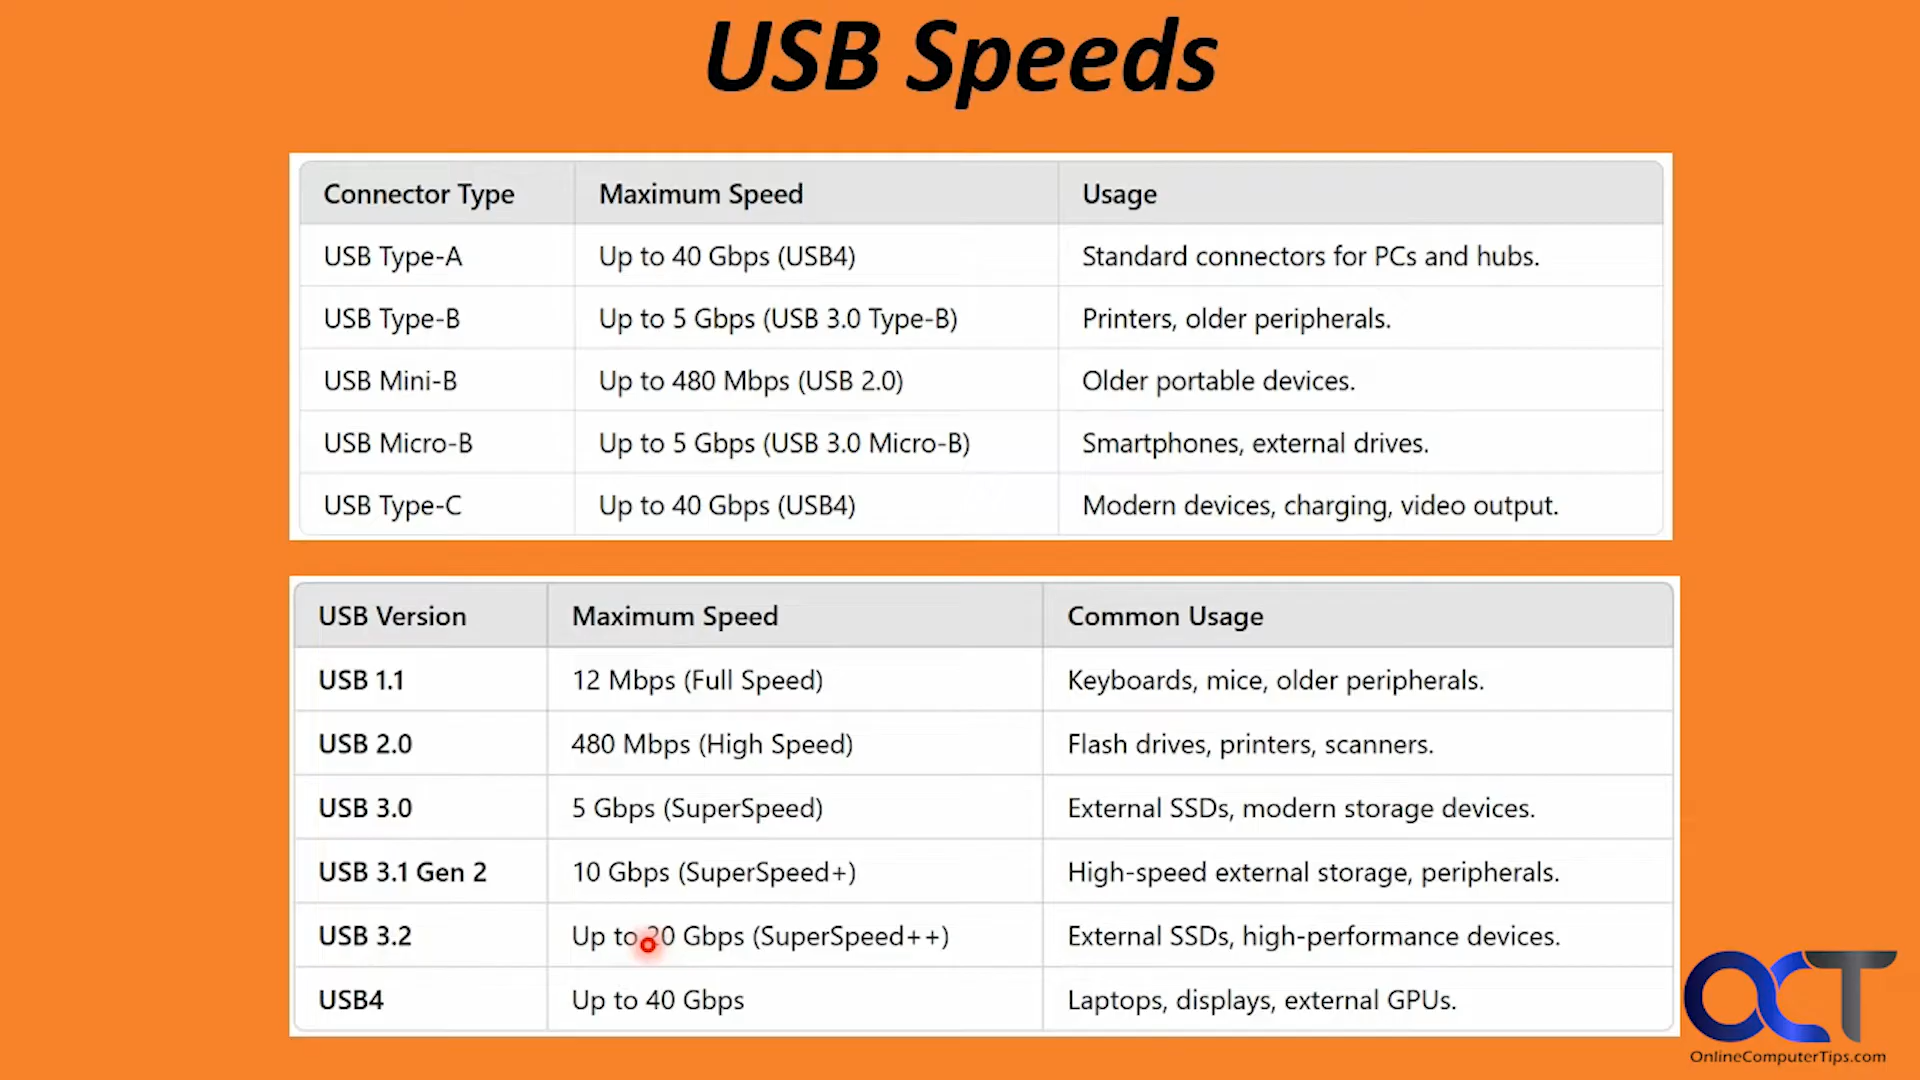 USB Speeds
Connector Type Maximum Speed Usage
USB Type-A Up to 40 Gbps (USB4) Standard connectors for PCs and hubs.
USB Type-B Up to 5 Gbps (USB 3.0 Type-B) Printers, older peripherals.
USB Mini-B Up to 480 Mbps (USB 2.0) Older portable devices.
USB Micro-B Up to 5 Gbps (USB 3.0 Micro-B) Smartphones, external drives.
USB Type-C Up to 40 Gbps (USB4) Modern devices, charging, video output.
USB Version Maximum Speed Common Usage
USB 1.1 12 Mbps (Full Speed) Keyboards, mice, older peripherals.
USB 2.0 480 Mbps (High Speed) Flash drives, printers, scanners.
USB 3.0 5 Gbps (SuperSpeed) External SSDs, modern storage devices.
USB 3.1 Gen 2 10 Gbps (SuperSpeed+) High-speed external storage, peripherals.
USB 3.2 Up to 20 Gbps (SuperSpeed++) External SSDs, high-performance devices.
USB4 Up to 40 Gbps Laptops, displays, external GPUs.
OCT
OnlineComputerTips.com